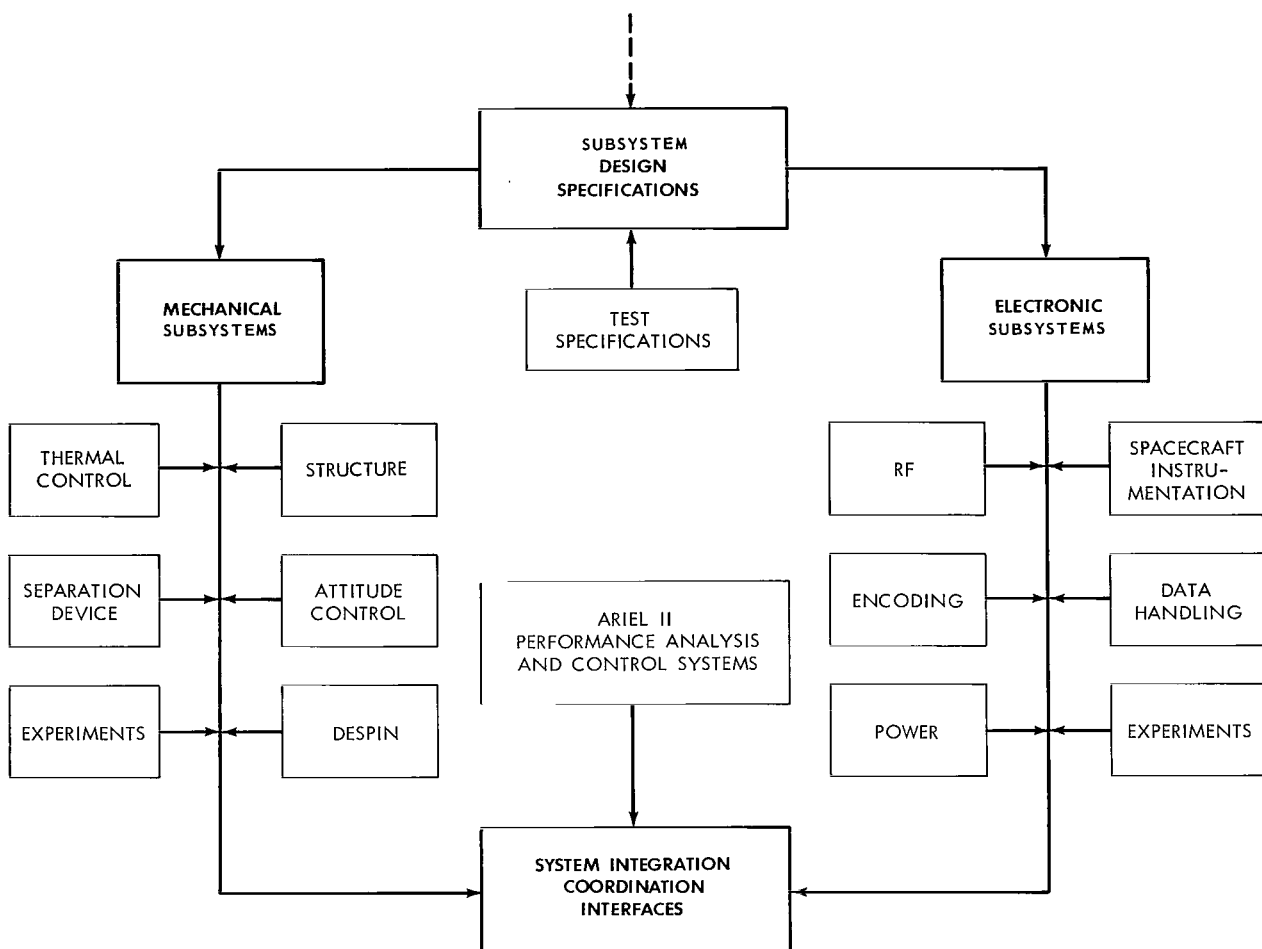 SUBSYSTEM
DESIGN
SPECIFICATIONS
MECHANICAL
SUBSYSTEMS
TEST
SPECIFICATIONS
ELECTRONIC
SUBSYSTEMS
THERMAL
CONTROL
STRUCTURE
RF
SPACECRAFT
INSTRU-
MENTATION
SEPARATION
DEVICE
ATTITUDE
CONTROL
ARIEL II
PERFORMANCE ANALYSIS
AND CONTROL SYSTEMS
ENCODING
DATA
HANDLING
EXPERIMENTS
DESPIN
POWER
EXPERIMENTS
SYSTEM INTEGRATION
COORDINATION
INTERFACES